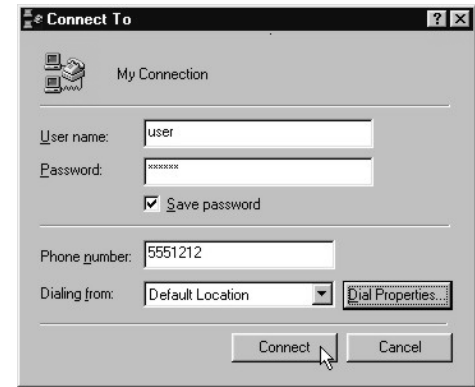 Connect To
My Connection
User name: user
Password: ××××××
Save password
Phone number: 5551212
Dialing from: Default Location Dial Properties...
Connect Cancel